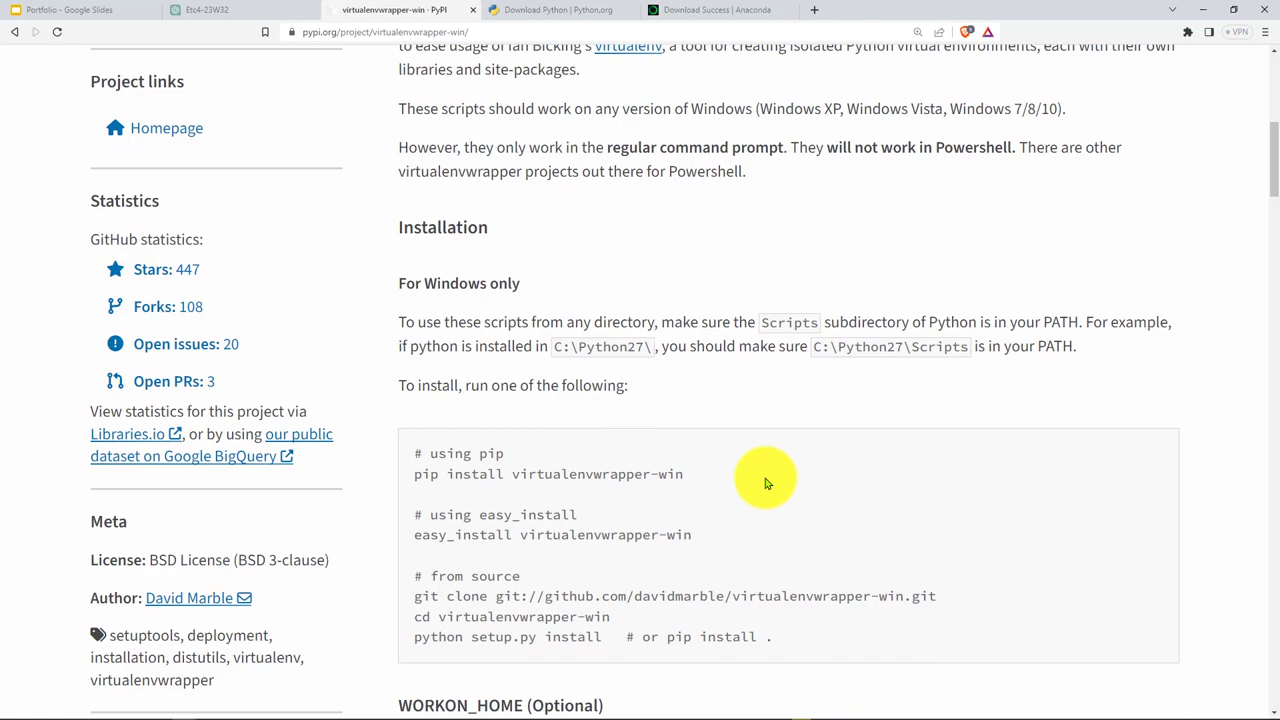 Portfolio - Google Slides
Etc4-23W32
virtualenvwrapper-win · PyPI
Download Python | Python.org
Download Success | Anaconda
pypi.org/project/virtualenvwrapper-win/
VPN
to ease usage of Ian Bicking's virtualenv, a tool for creating isolated Python virtual environments, each with their own
libraries and site-packages.
These scripts should work on any version of Windows (Windows XP, Windows Vista, Windows 7/8/10).
However, they only work in the regular command prompt. They will not work in Powershell. There are other
virtualenvwrapper projects out there for Powershell.
Installation
For Windows only
To use these scripts from any directory, make sure the Scripts subdirectory of Python is in your PATH. For example,
if python is installed in C:\Python27\, you should make sure C:\Python27\Scripts is in your PATH.
To install, run one of the following:
# using pip
pip install virtualenvwrapper-win
# using easy_install
easy_install virtualenvwrapper-win
# from source
git clone git://github.com/davidmarble/virtualenvwrapper-win.git
cd virtualenvwrapper-win
python setup.py install # or pip install .
WORKON_HOME (Optional)
Project links
Homepage
Statistics
GitHub statistics:
Stars: 447
Forks: 108
Open issues: 20
Open PRs: 3
View statistics for this project via
Libraries.io, or by using our public
dataset on Google BigQuery
Meta
License: BSD License (BSD 3-clause)
Author: David Marble
setuptools, deployment,
installation, distutils, virtualenv,
virtualenvwrapper